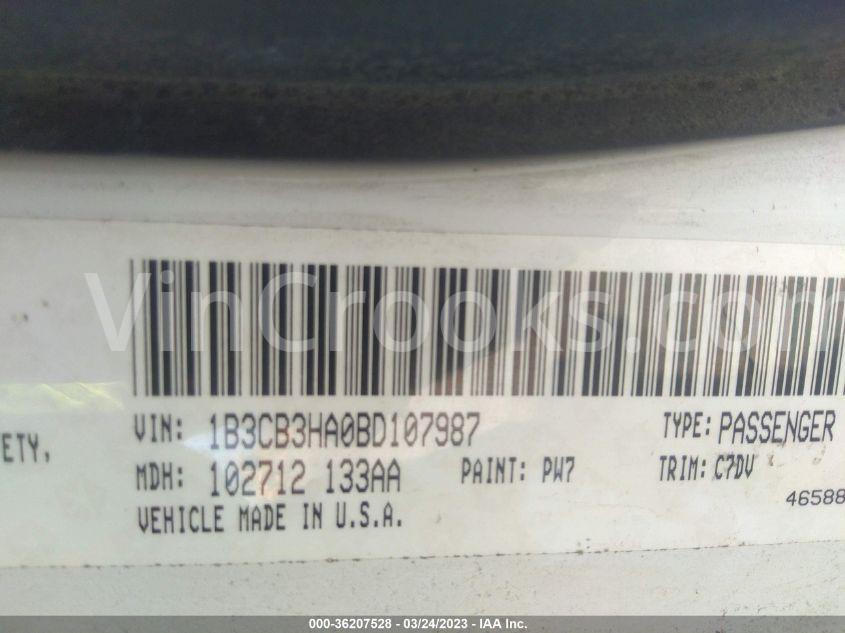 VinCrooks.com
VIN: 1B3CB3HA0BD107987 TYPE: PASSENGER
ETY,
MDH: 102712 133AA PAINT: PW7 TRIM: C7DV
VEHICLE MADE IN U.S.A. 46588
000-36207528 - 03/24/2023 - IAA Inc.